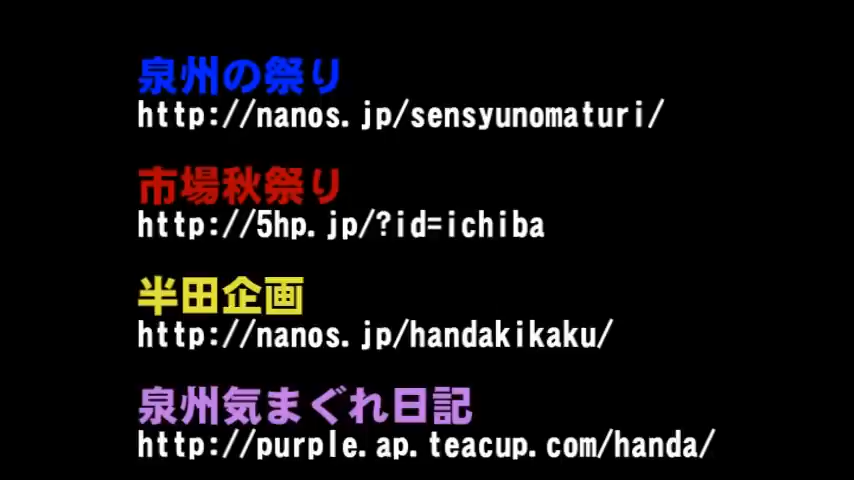 泉州の祭り
http://nanos.jp/sensyunomaturi/
市場秋祭り
http://5hp.jp/?id=ichiba
半田企画
http://nanos.jp/handakikaku/
泉州気まぐれ日記
http://purple.ap.teacup.com/handa/